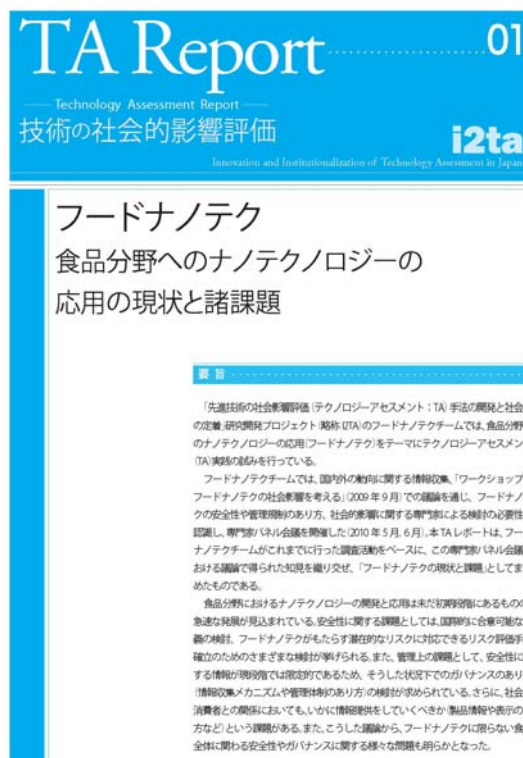 TA Report 01
Technology Assessment Report
技術の社会的影響評価
i2ta
Innovation and Institutionalization of Technology Assessment in Japan
フードナノテク
食品分野へのナノテクノロジーの
応用の現状と諸課題
要旨
「先進技術の社会影響評価(テクノロジーアセスメント:TA)手法の開発と社会
の定着」研究開発プロジェクト(略称I2TA)のフードナノテクチームでは、食品分野
のナノテクノロジーの応用(フードナノテク)をテーマにテクノロジーアセスメン
(TA)実践の試みを行っている。
フードナノテクチームでは、国内外の動向に関する情報収集、「ワークショップ
フードナノテクの社会影響を考える」(2009年9月)での議論を通じ、フードナノ
クの安全性や管理規制のあり方、社会的影響に関する専門家による検討の必要性
認識し、専門家パネル会議を開催した(2010年5月、6月)。本TAレポートは、フー
ナノテクチームがこれまでに行った調査活動をベースに、この専門家パネル会議
おける議論で得られた知見を織り交ぜ、「フードナノテクの現状と課題」としてま
めたものである。
食品分野におけるナノテクノロジーの開発と応用は未だ初期段階にあるものの
急速な発展が見込まれている。安全性に関する課題としては、国際的に合意可能な
義の検討、フードナノテクがもたらす潜在的なリスクに対応できるリスク評価手
確立のためのさまざまな検討が挙げられる。また、管理上の課題として、安全性に
する情報が現段階では限定的であるため、そうした状況下でのガバナンスのあり
(情報収集メカニズムや管理体制のあり方)の検討が求められている。さらに、社会
消費者との関係においても、いかに情報提供をしていくべきか(製品情報や表示の
方など)という課題がある。また、こうした議論から、フードナノテクに限らない食
全体に関わる安全性やガバナンスに関する様々な問題も明らかとなった。